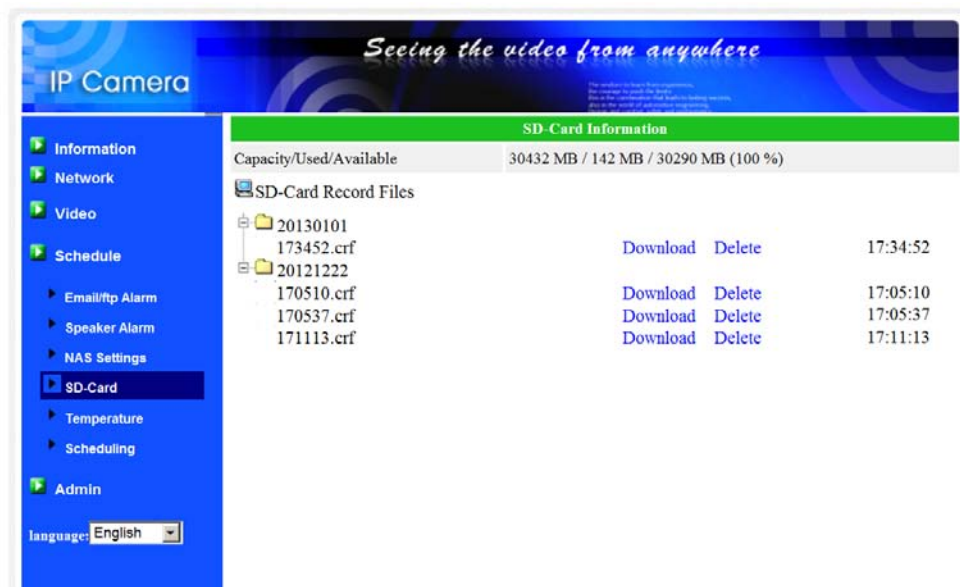 Seeing the video from anywhere
IP Camera
Information
Network
Video
Schedule
Email/ftp Alarm
Speaker Alarm
NAS Settings
SD-Card
Temperature
Scheduling
Admin
language: English
SD-Card Information
Capacity/Used/Available 30432 MB / 142 MB / 30290 MB (100 %)
SD-Card Record Files
20130101
173452.crf Download Delete 17:34:52
20121222
170510.crf Download Delete 17:05:10
170537.crf Download Delete 17:05:37
171113.crf Download Delete 17:11:13